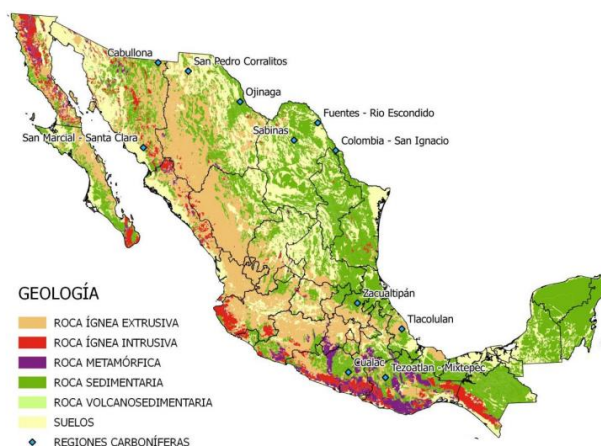 Cabullona
San Pedro Corralitos
Ojinaga
Fuentes - Rio Escondido
Sabinas
Colombia - San Ignacio
San Marcial - Santa Clara
Zacualtipán
Tlacolulan
Cualac
Tezoatlan - Mixtepec
GEOLOGÍA
ROCA ÍGNEA EXTRUSIVA
ROCA ÍGNEA INTRUSIVA
ROCA METAMÓRFICA
ROCA SEDIMENTARIA
ROCA VOLCANOSEDIMENTARIA
SUELOS
REGIONES CARBONÍFERAS